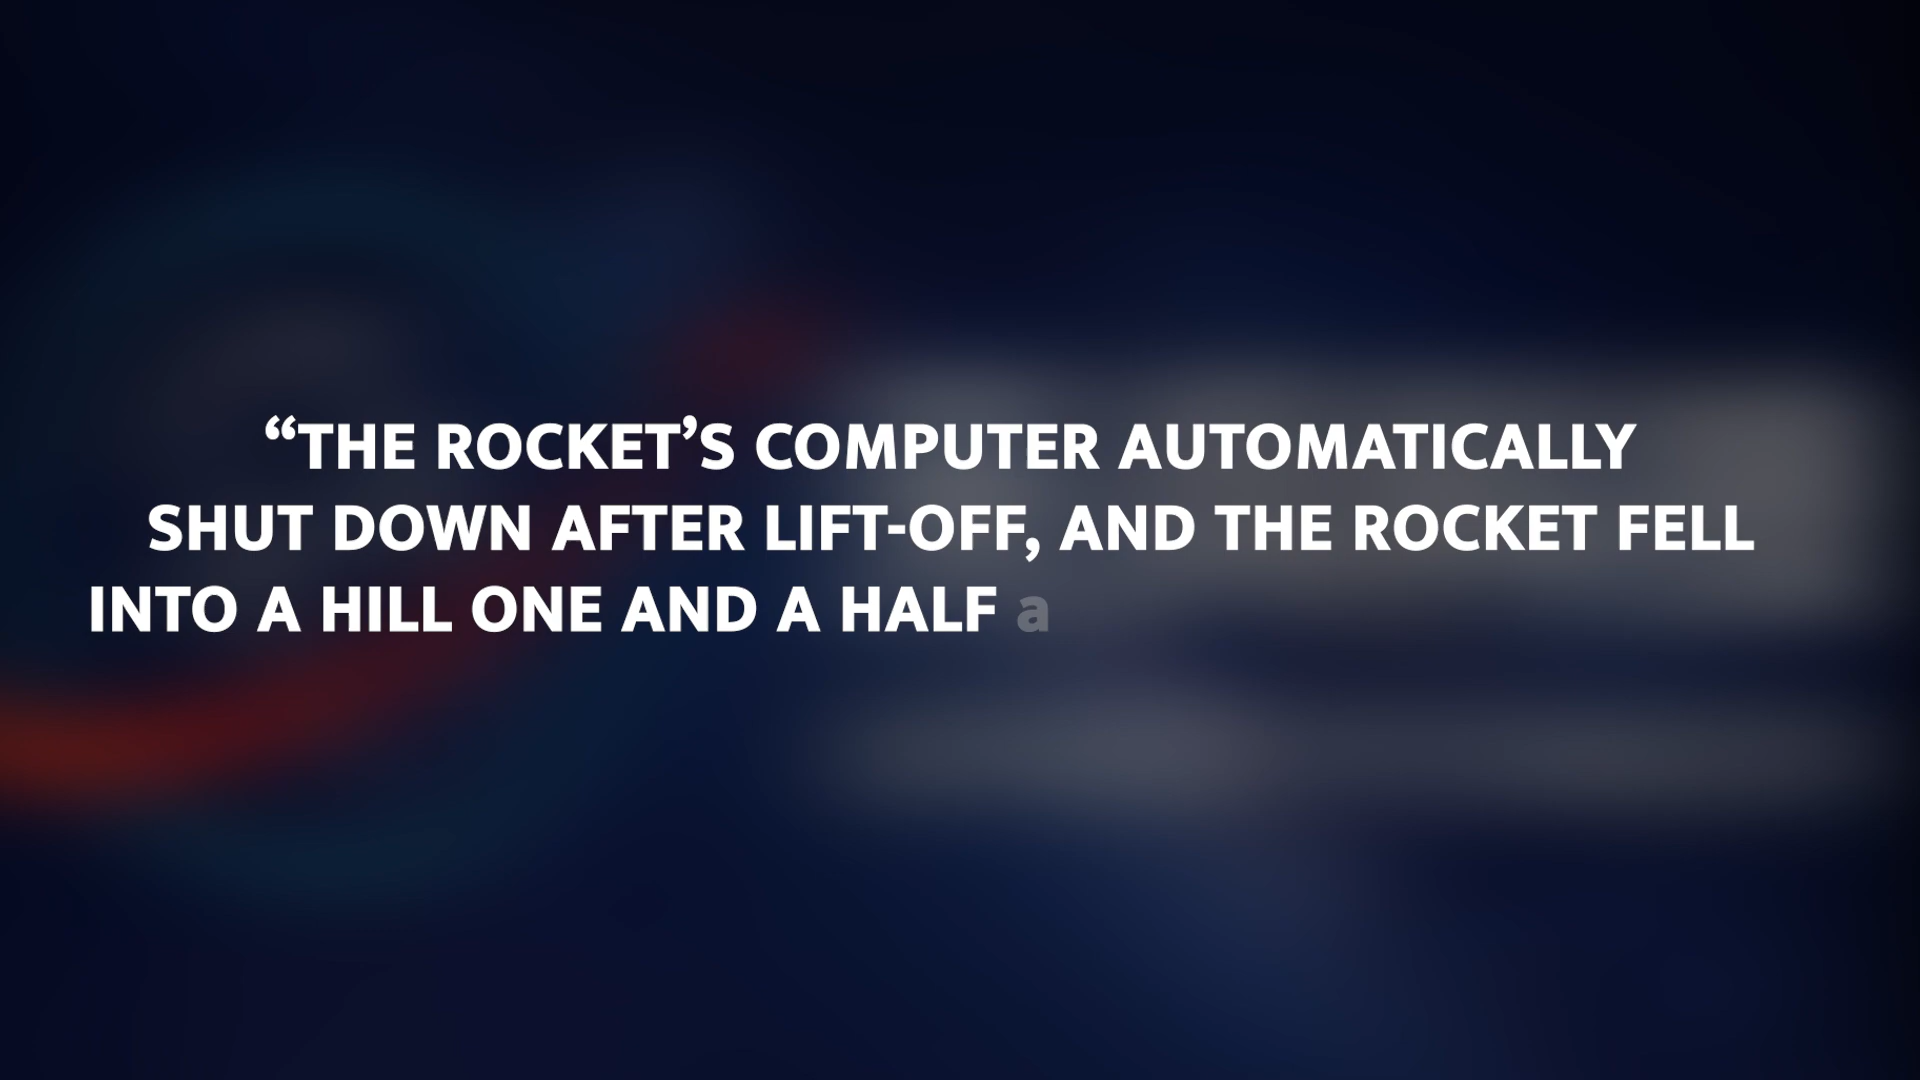 “THE ROCKET’S COMPUTER AUTOMATICALLY
SHUT DOWN AFTER LIFT-OFF, AND THE ROCKET FELL
INTO A HILL ONE AND A HALF a